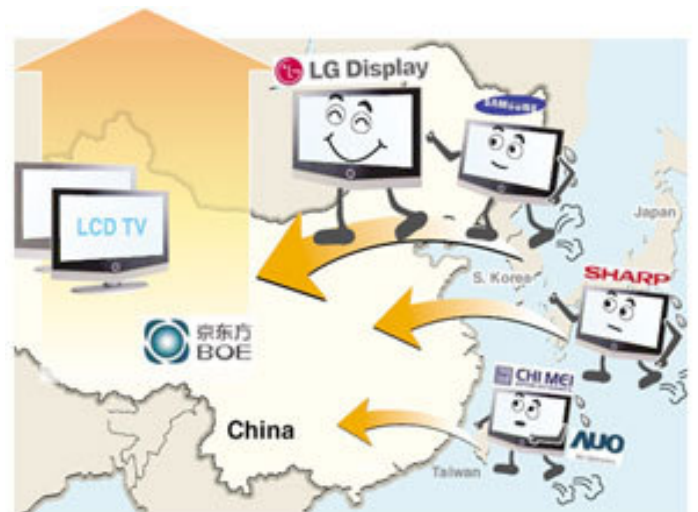 LG Display
SAMSUNG
LCD TV
Japan
S. Korea
SHARP
京东方
BOE
CHI MEI
China
AUO
Taiwan